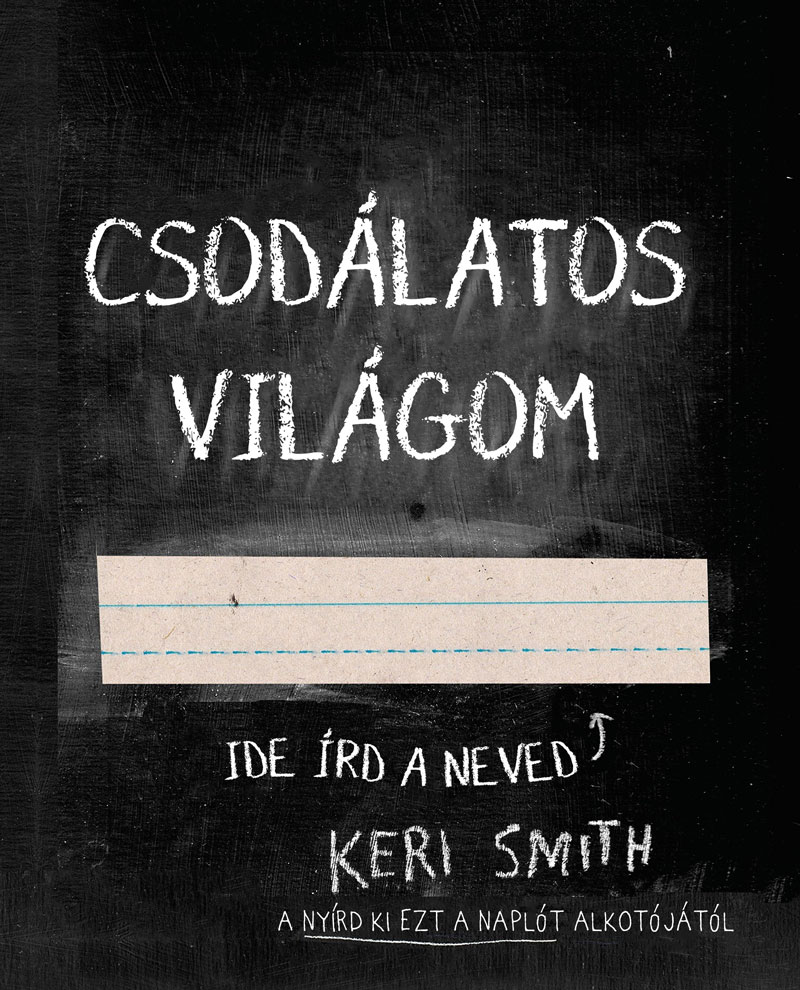 CSODÁLATOS
VILÁGOM
IDE ÍRD A NEVED
KERI SMITH
A NYÍRD KI EZT A NAPLÓT ALKOTÓJÁTÓL